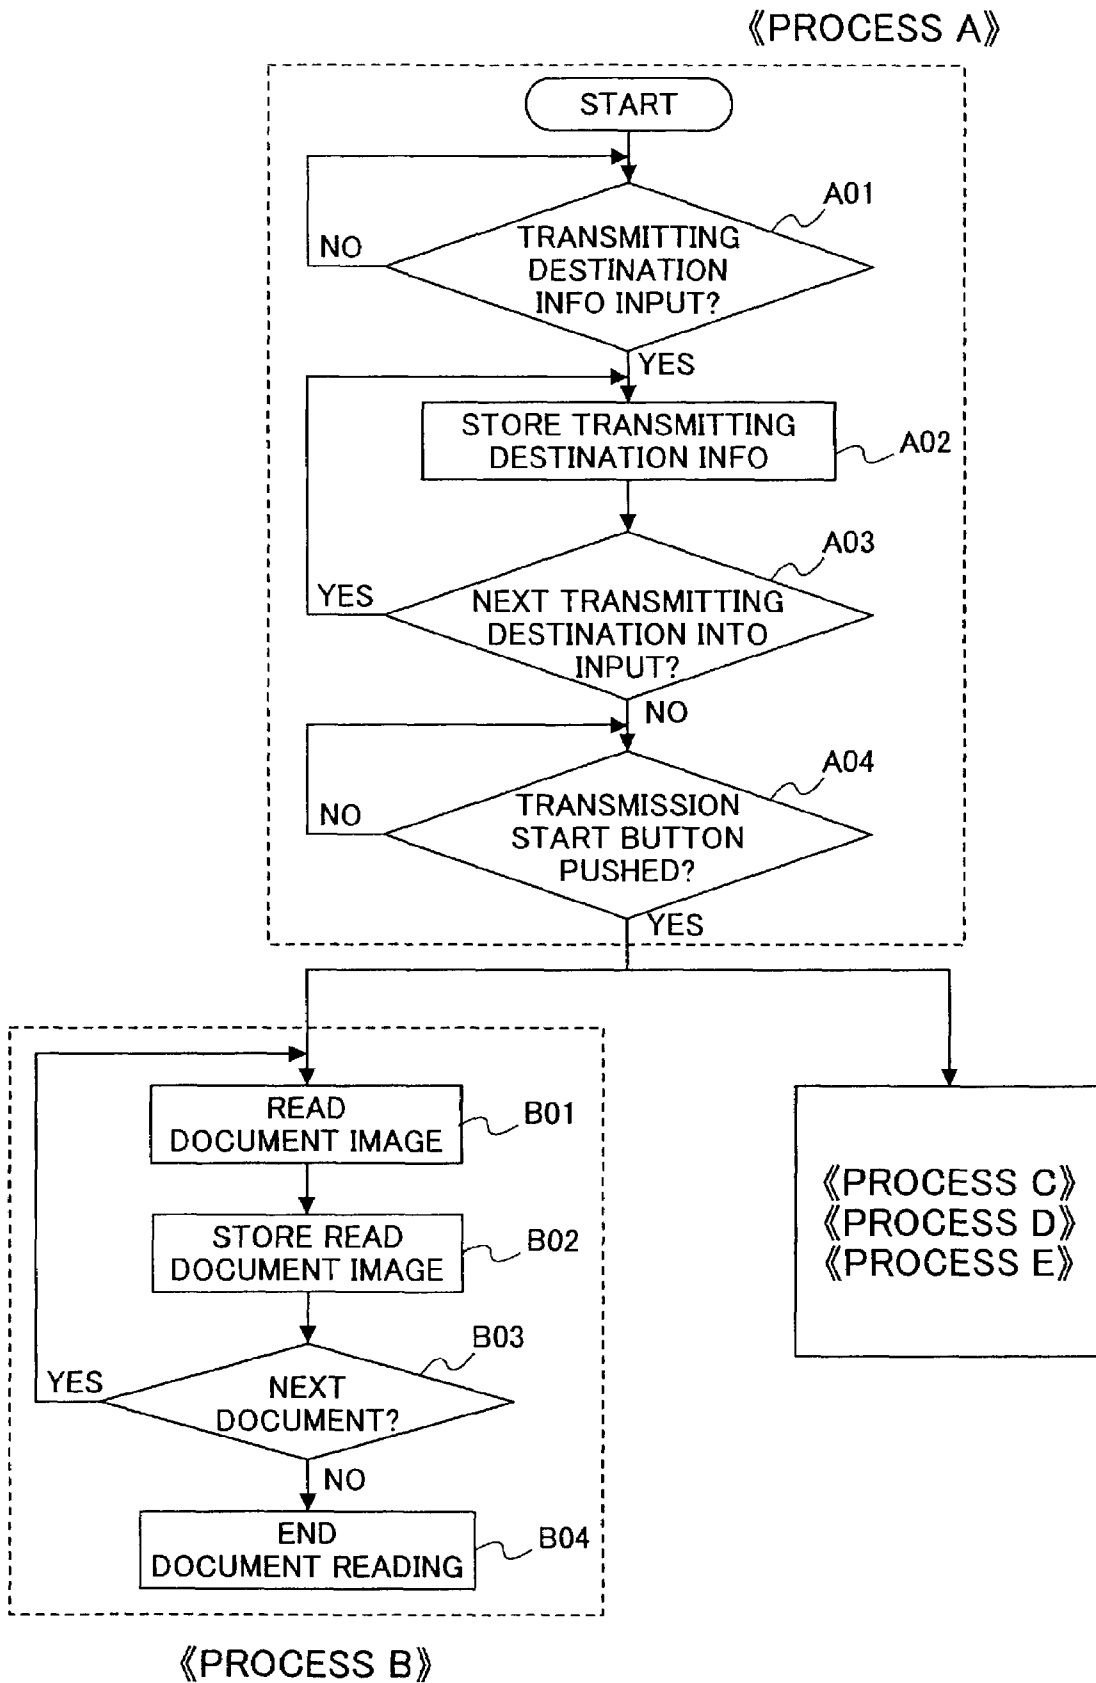 《PROCESS A》
START
A01
TRANSMITTING
DESTINATION
INFO INPUT?
NO
YES
STORE TRANSMITTING
DESTINATION INFO
A02
A03
YES
NEXT TRANSMITTING
DESTINATION INTO
INPUT?
NO
A04
NO
TRANSMISSION
START BUTTON
PUSHED?
YES
READ
DOCUMENT IMAGE
B01
STORE READ
DOCUMENT IMAGE
B02
B03
YES
NEXT
DOCUMENT?
NO
END
DOCUMENT READING
B04
《PROCESS B》
《PROCESS C》
《PROCESS D》
《PROCESS E》